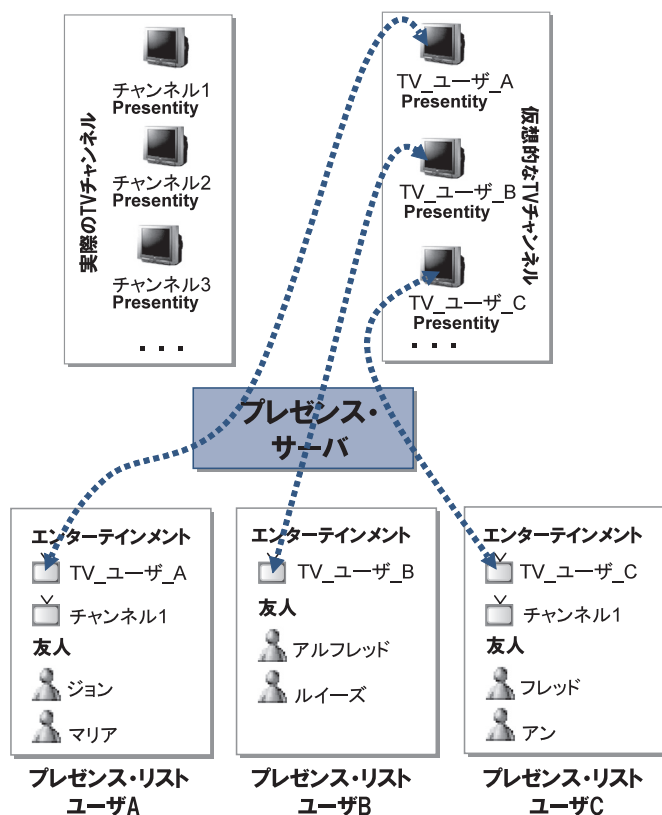 実際のTVチャンネル
チャンネル1
Presentity
チャンネル2
Presentity
チャンネル3
Presentity
・・・
仮想的なTVチャンネル
TV_ユーザ_A
Presentity
TV_ユーザ_B
Presentity
TV_ユーザ_C
Presentity
・・・
プレゼンス・
サーバ
エンターテインメント
TV_ユーザ_A
チャンネル1
友人
ジョン
マリア
プレゼンス・リスト
ユーザA
エンターテインメント
TV_ユーザ_B
友人
アルフレッド
ルイーズ
プレゼンス・リスト
ユーザB
エンターテインメント
TV_ユーザ_C
チャンネル1
友人
フレッド
アン
プレゼンス・リスト
ユーザC